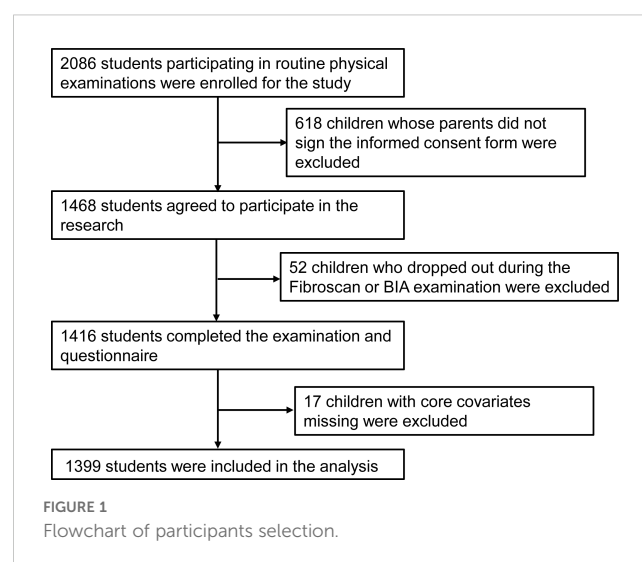 2086 students participating in routine physical
examinations were enrolled for the study
618 children whose parents did not
sign the informed consent form were
excluded
1468 students agreed to participate in the
research
52 children who dropped out during the
Fibroscan or BIA examination were excluded
1416 students completed the examination and
questionnaire
17 children with core covariates
missing were excluded
1399 students were included in the analysis
FIGURE 1
Flowchart of participants selection.